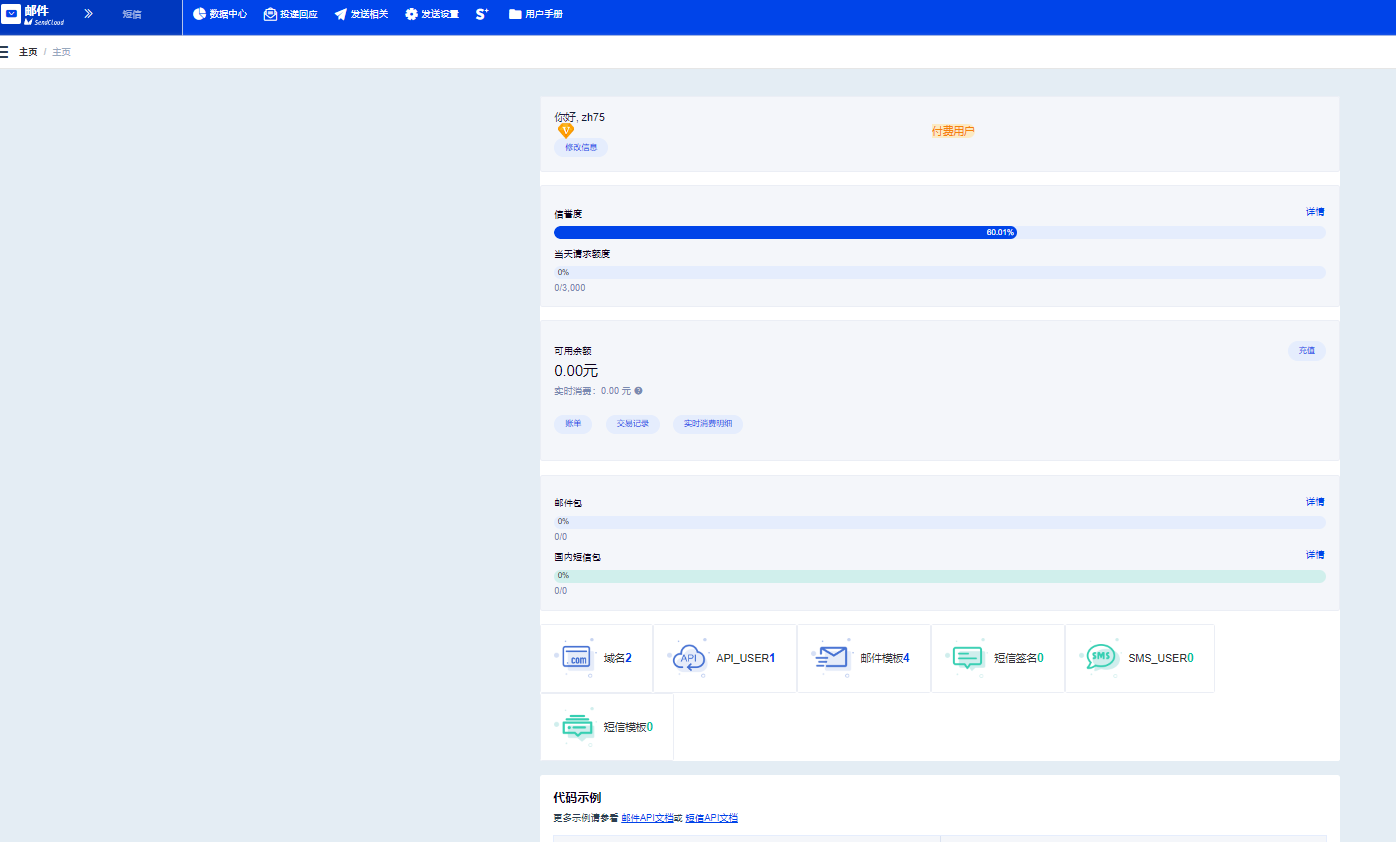 邮件
SendCloud
短信
数据中心
投递回应
发送相关
发送设置
S+
用户手册
主页 / 主页
你好, zh75
V
修改信息
付费用户
信誉度
详情
60.01%
当天请求额度
0%
0/3,000
可用余额
充值
0.00元
实时消费：0.00 元
账单
交易记录
实时消费明细
邮件包
详情
0%
0/0
国内短信包
详情
0%
0/0
.com
域名2
API
API_USER1
邮件模板4
短信签名0
SMS
SMS_USER0
短信模板0
代码示例
更多示例请参看 邮件API文档或 短信API文档